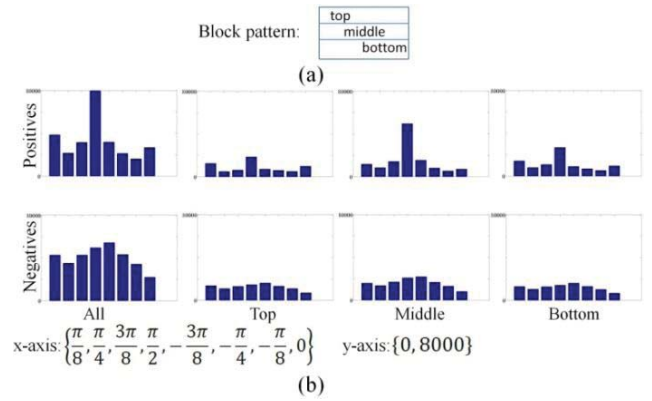 Block pattern:
top
middle
bottom
(a)
Positives
Negatives
All
Top
Middle
Bottom
x-axis:{π/8, π/4, 3π/8, π/2, -3π/8, -π/4, -π/8, 0} y-axis:{0, 8000}
(b)